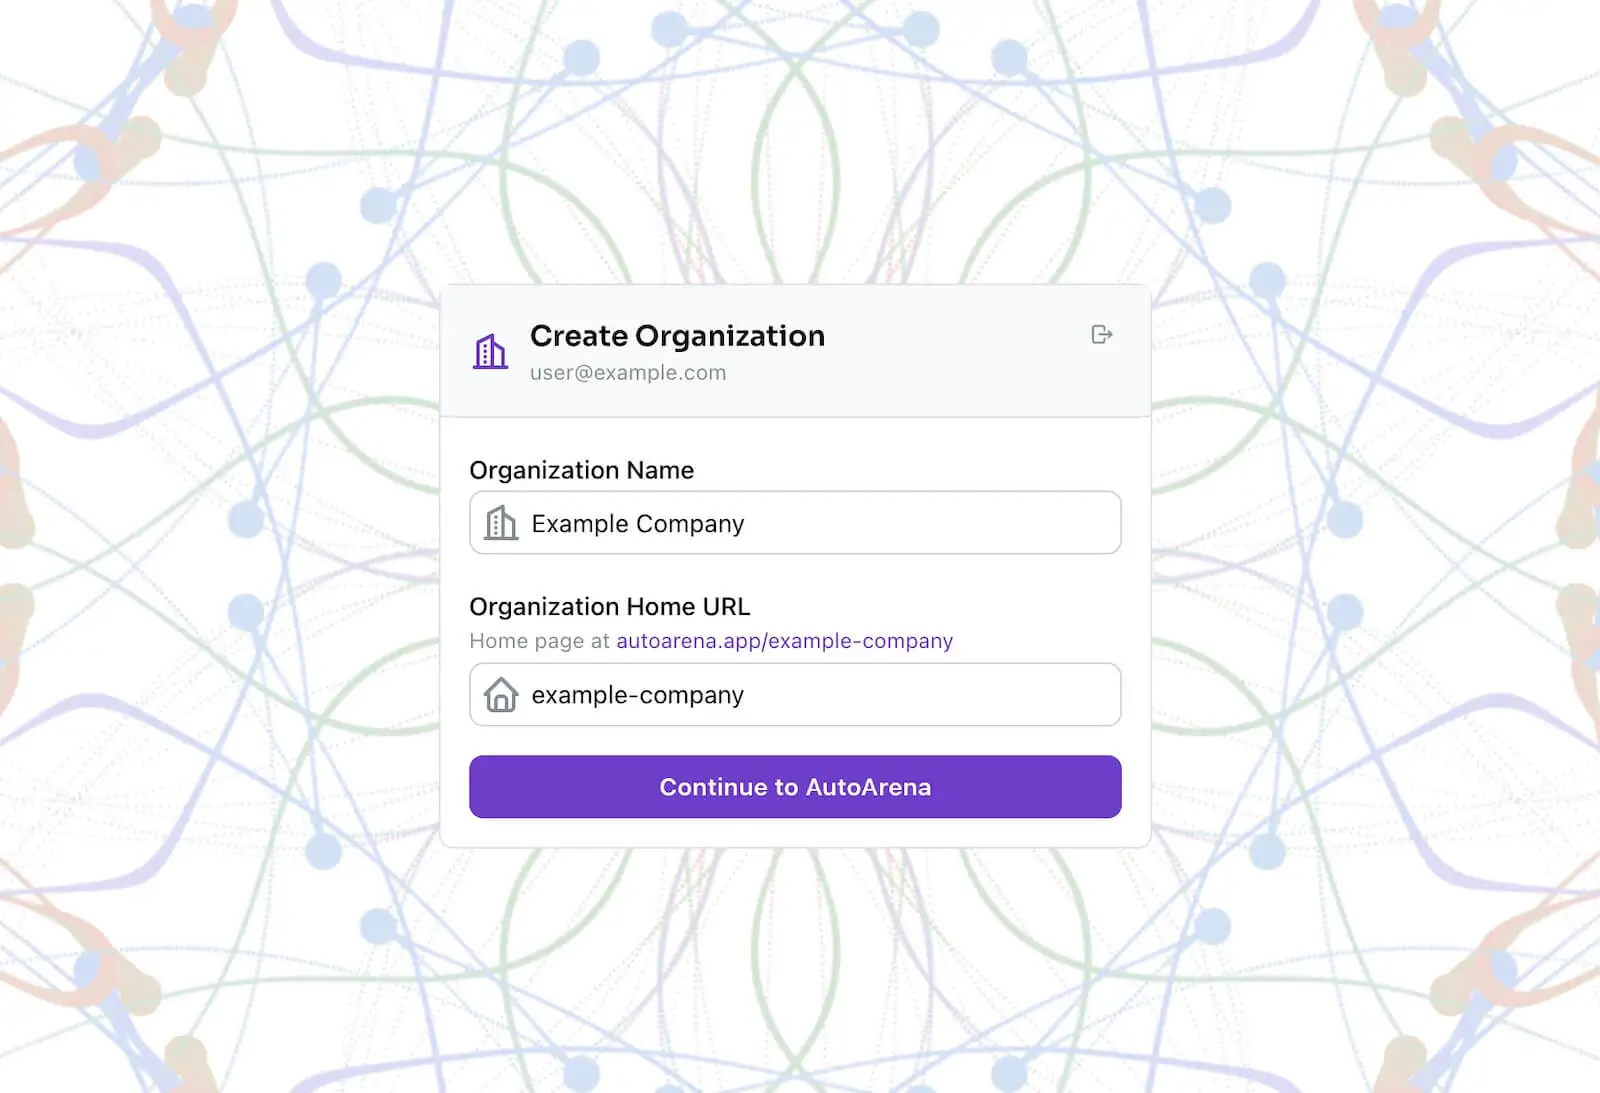 Create Organization
user@example.com
Organization Name
Example Company
Organization Home URL
Home page at autoarena.app/example-company
example-company
Continue to AutoArena